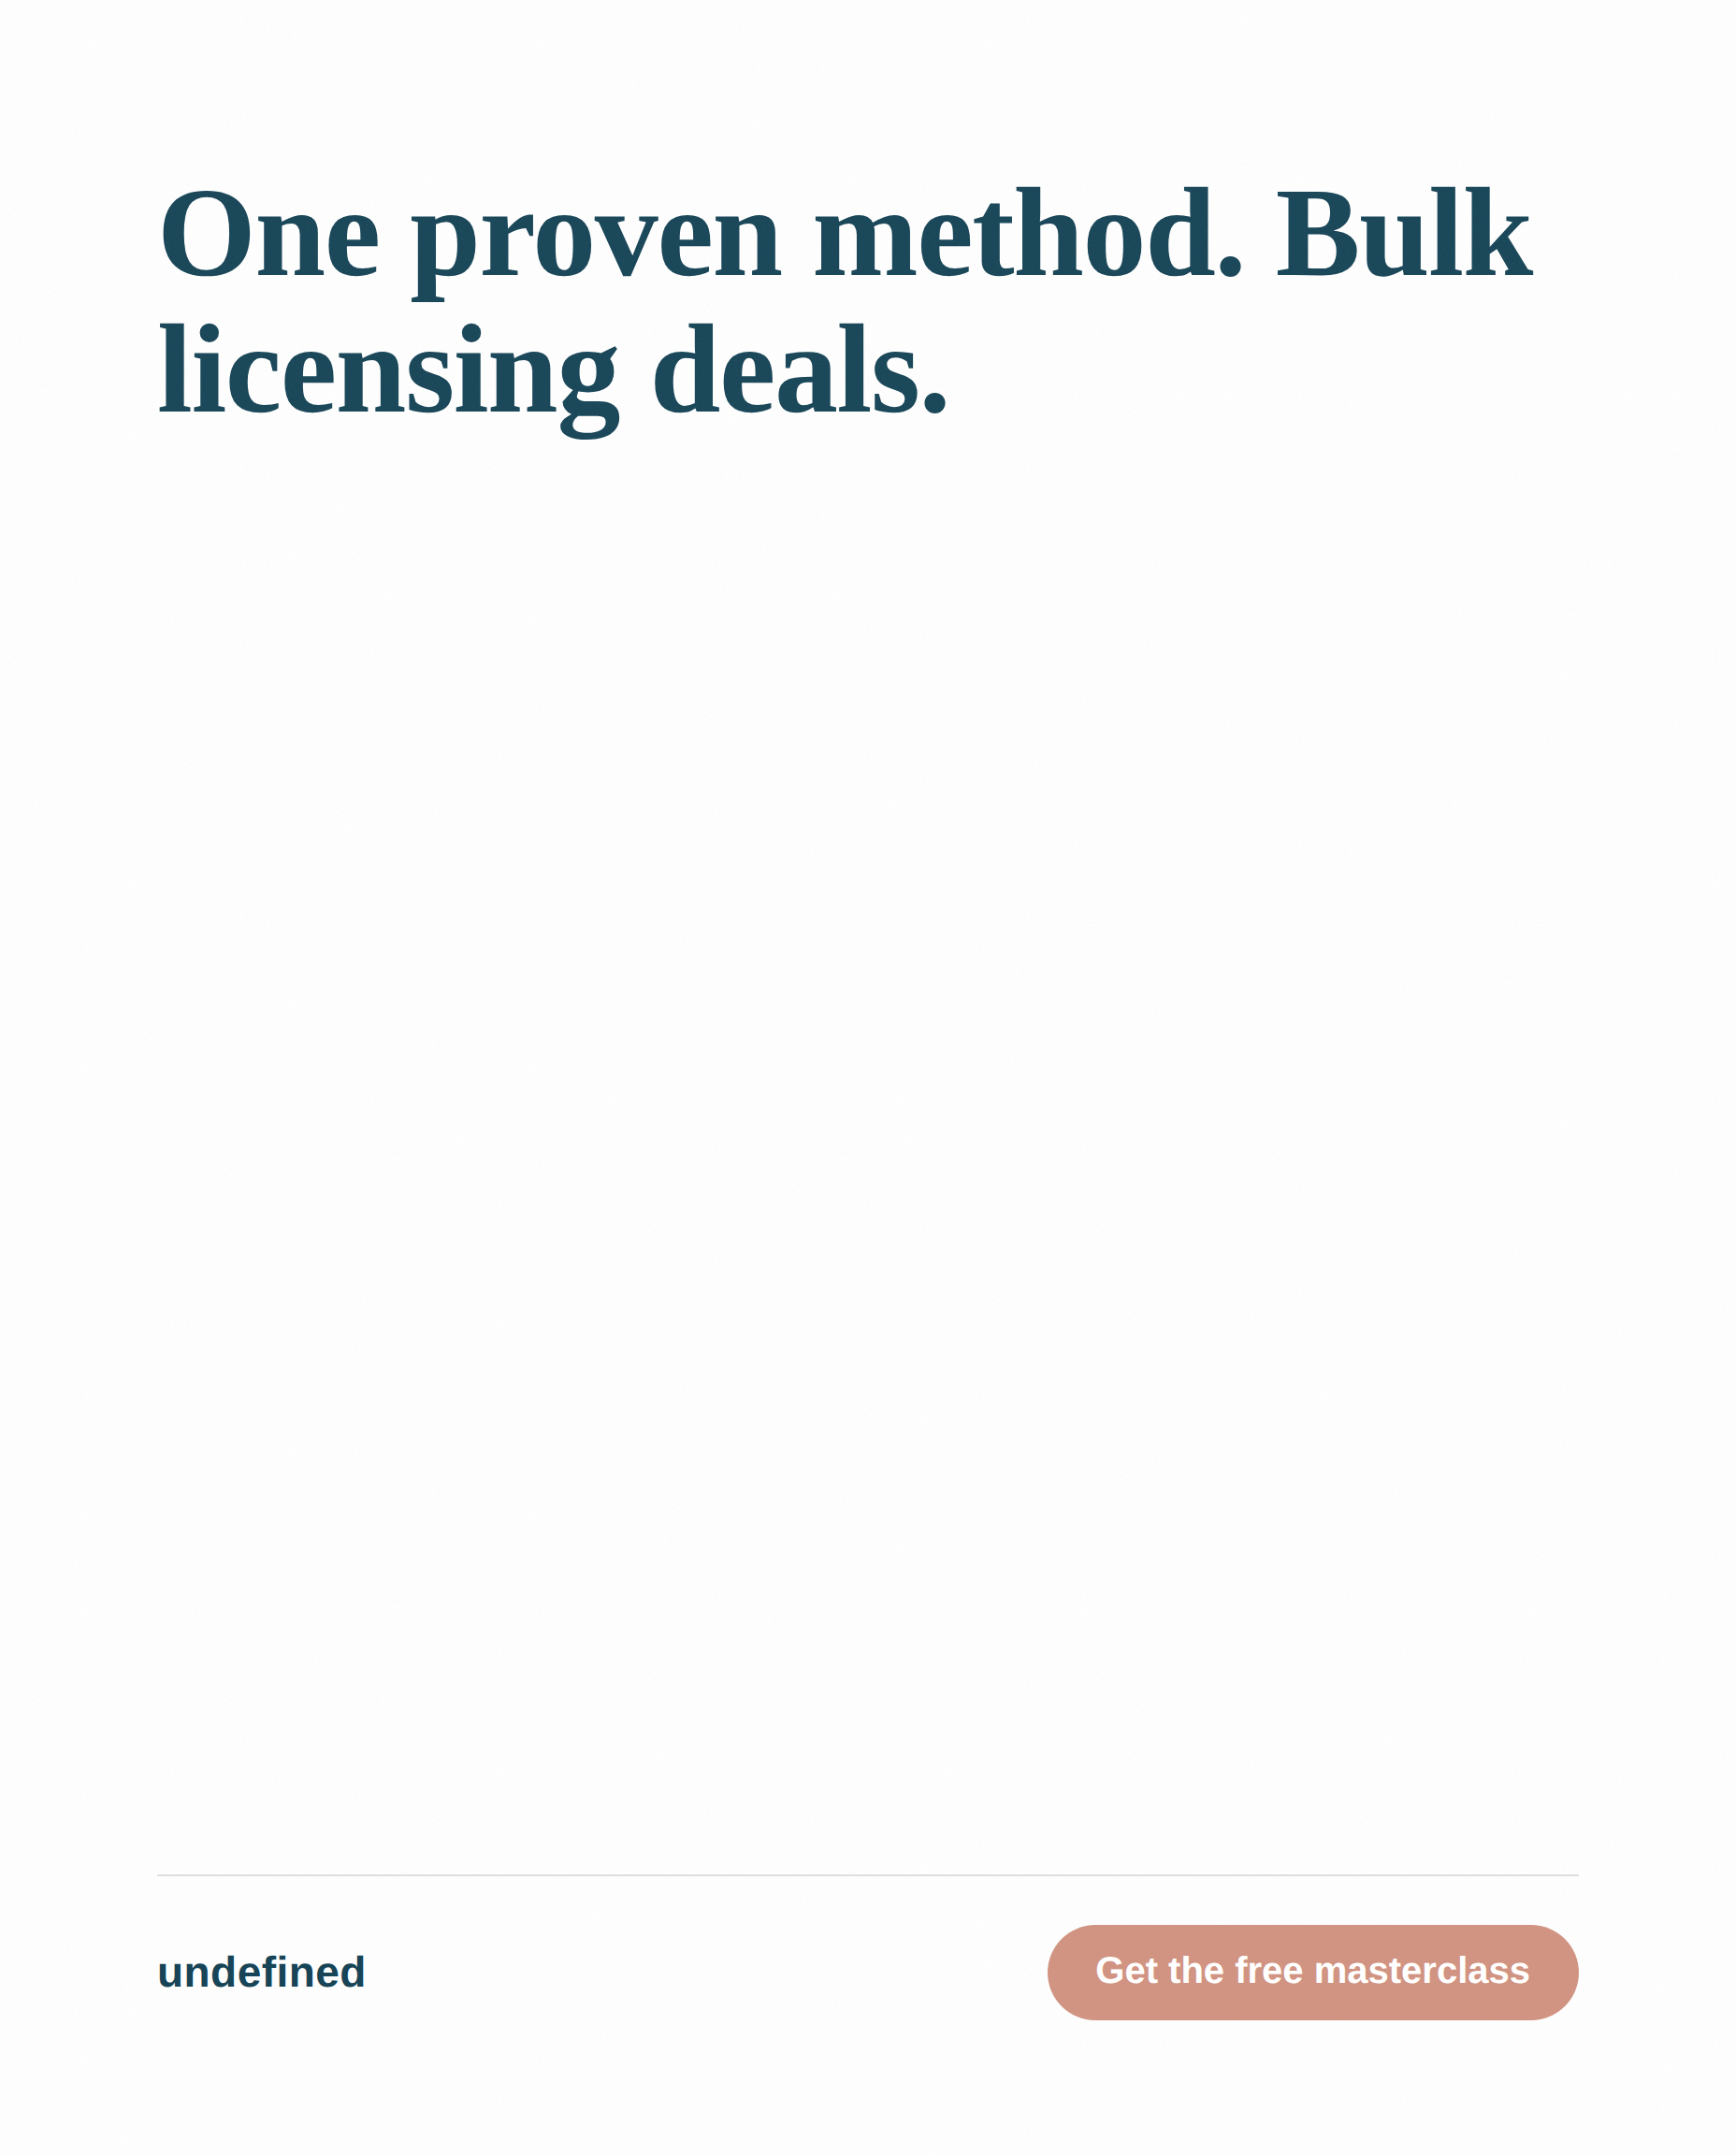 One proven method. Bulk
licensing deals.
undefined
Get the free masterclass